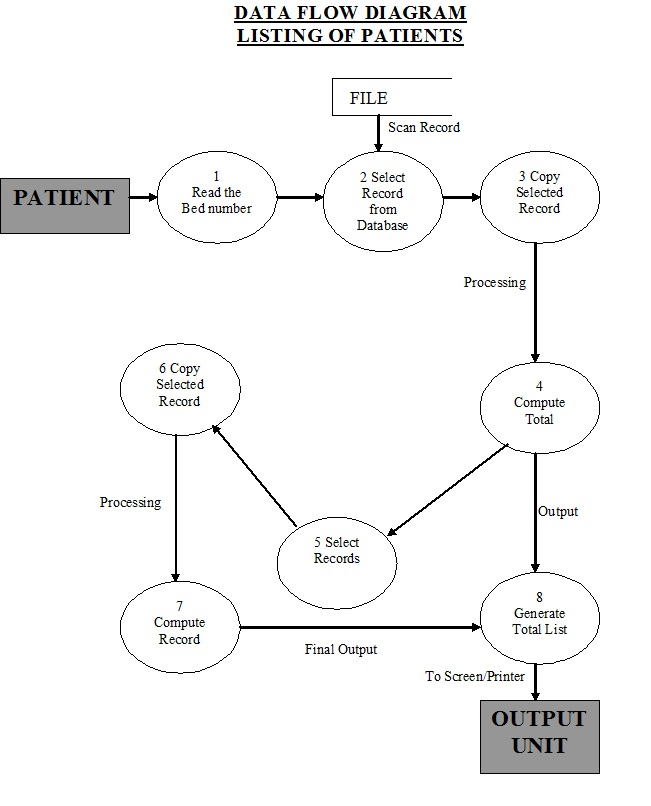 DATA FLOW DIAGRAM
LISTING OF PATIENTS
FILE
Scan Record
PATIENT
1
Read the
Bed number
2 Select
Record
from
Database
3 Copy
Selected
Record
Processing
6 Copy
Selected
Record
4
Compute
Total
Processing
5 Select
Records
Output
7
Compute
Record
Final Output
8
Generate
Total List
To Screen/Printer
OUTPUT
UNIT